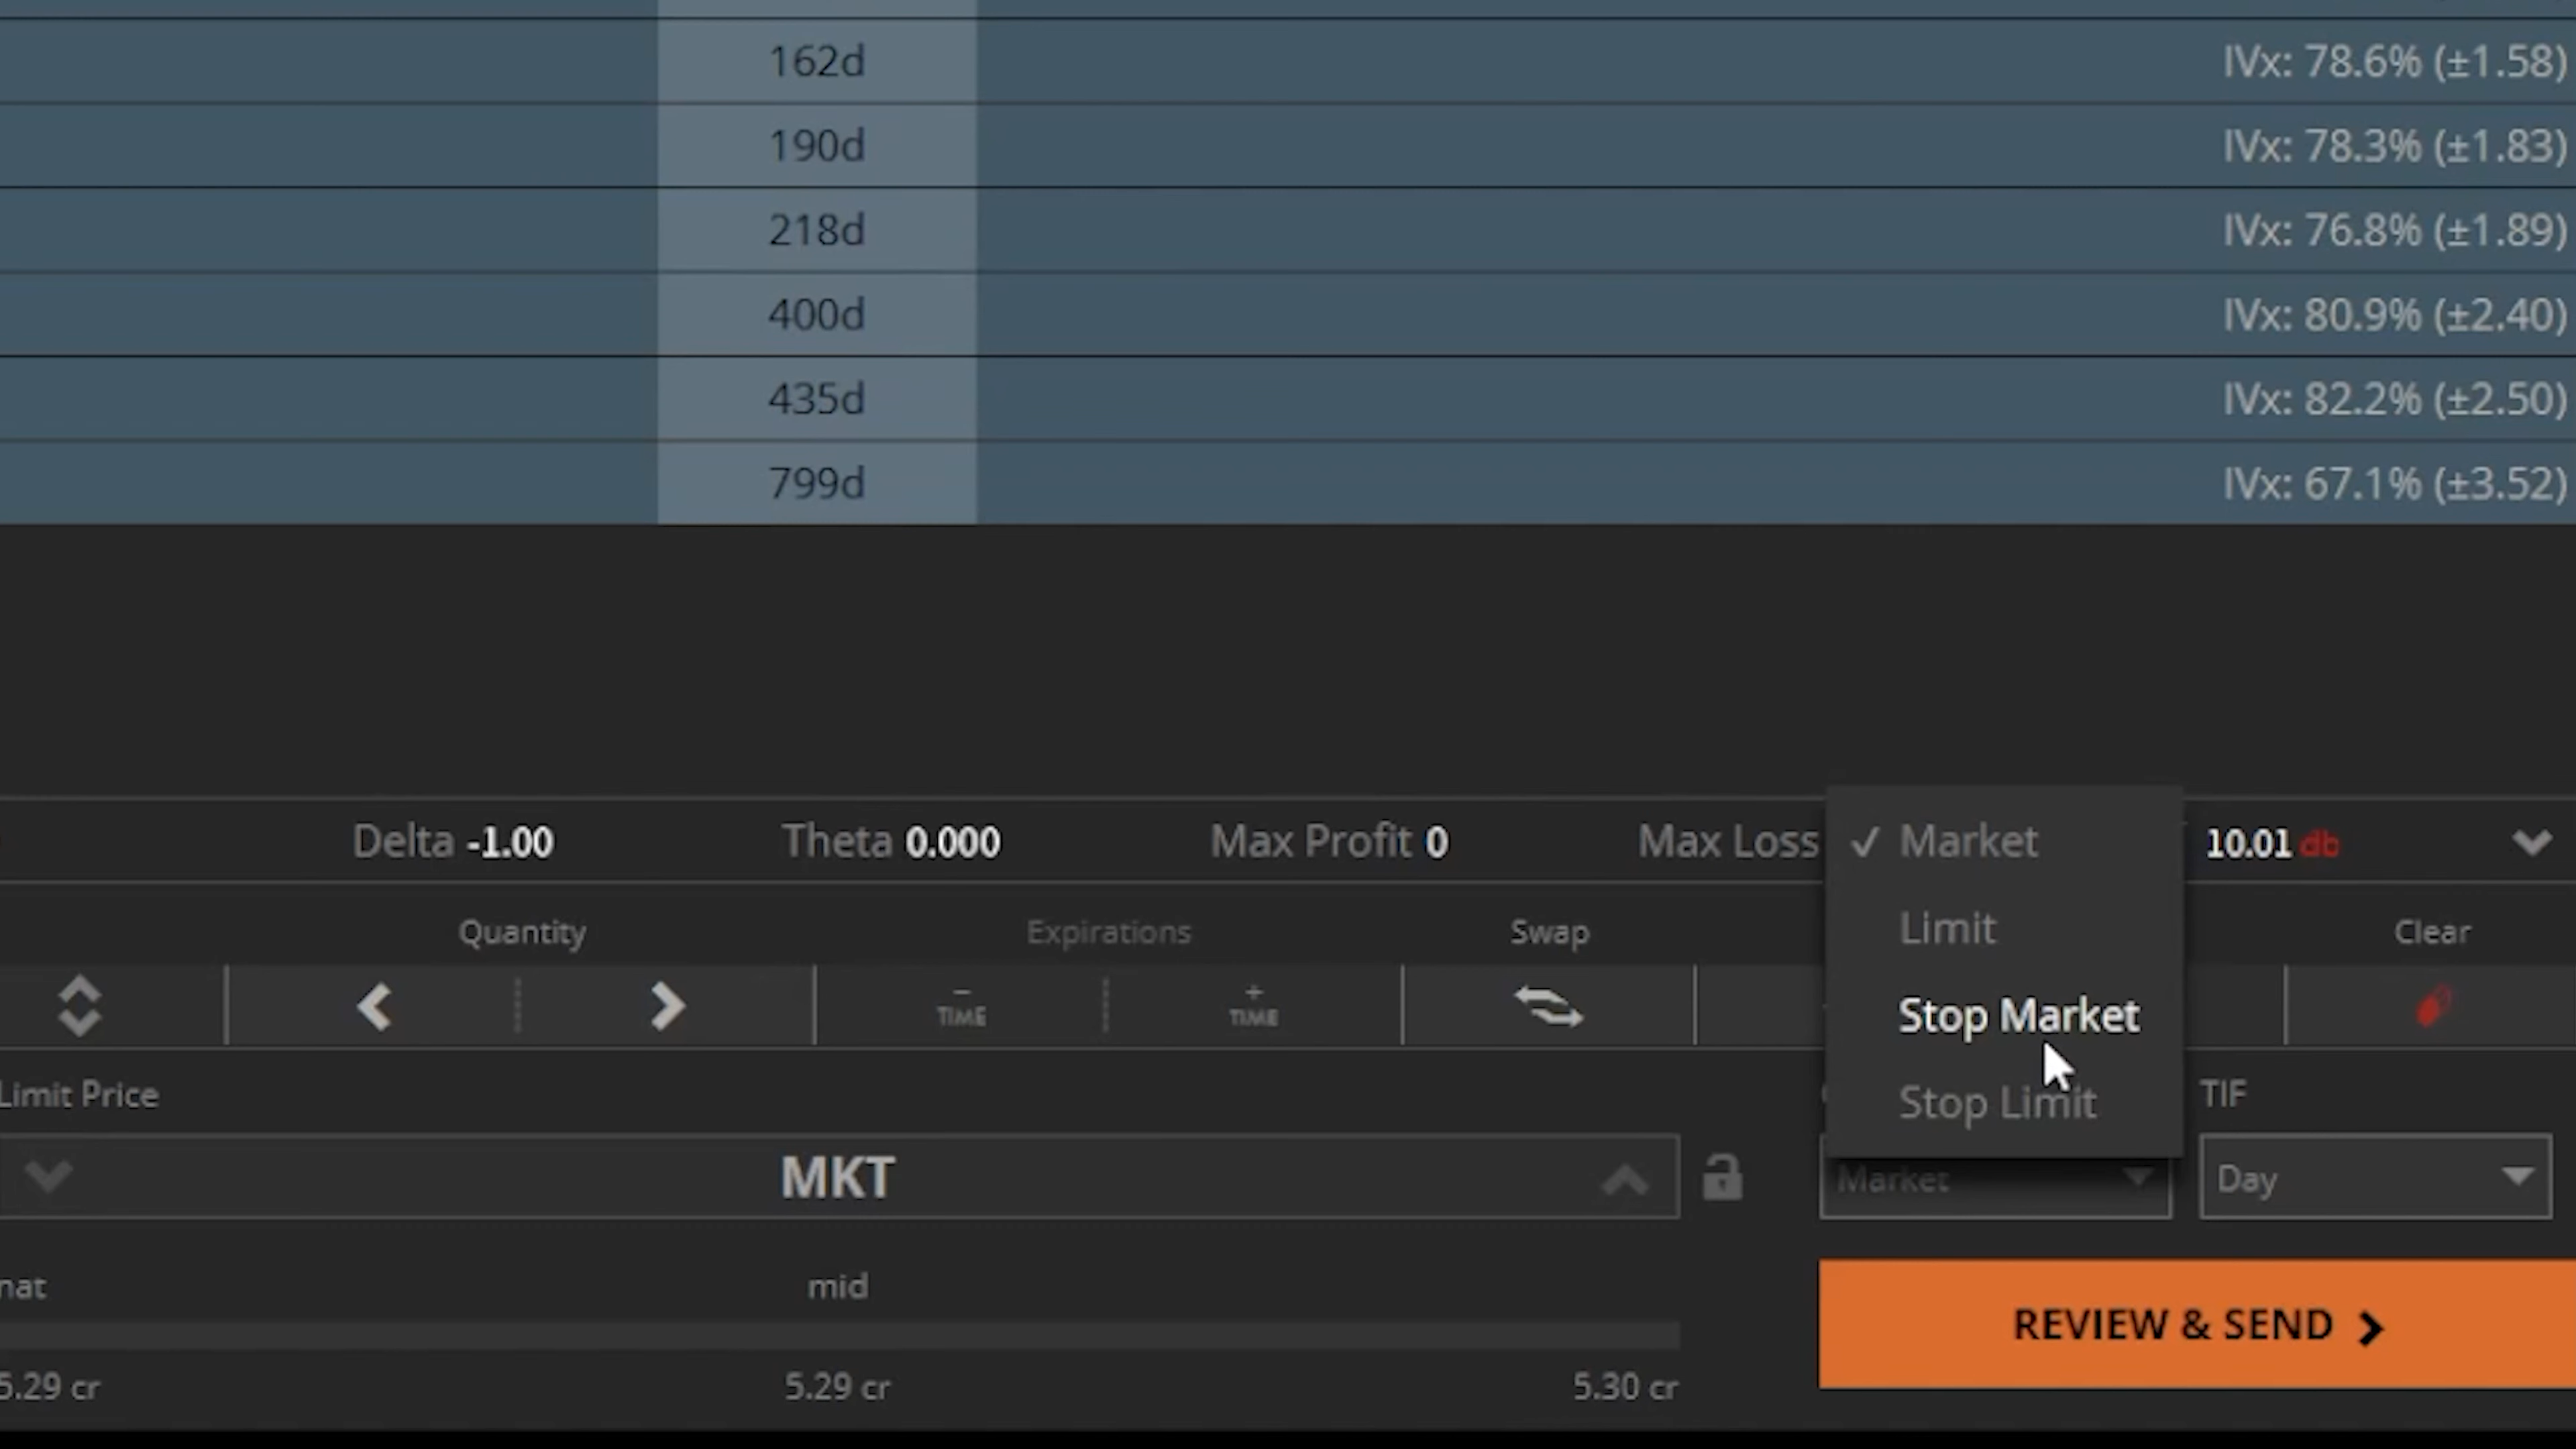 162d IVx: 78.6% (±1.58)
190d IVx: 78.3% (±1.83)
218d IVx: 76.8% (±1.89)
400d IVx: 80.9% (±2.40)
435d IVx: 82.2% (±2.50)
799d IVx: 67.1% (±3.52)
Delta -1.00 Theta 0.000 Max Profit 0 Max Loss 10.01 db
✓ Market
Limit
Stop Market
Stop Limit
Quantity Expirations Swap Clear
− TIME + TIME
Limit Price TIF
MKT Market Day
mid
REVIEW & SEND
5.29 cr 5.29 cr 5.30 cr